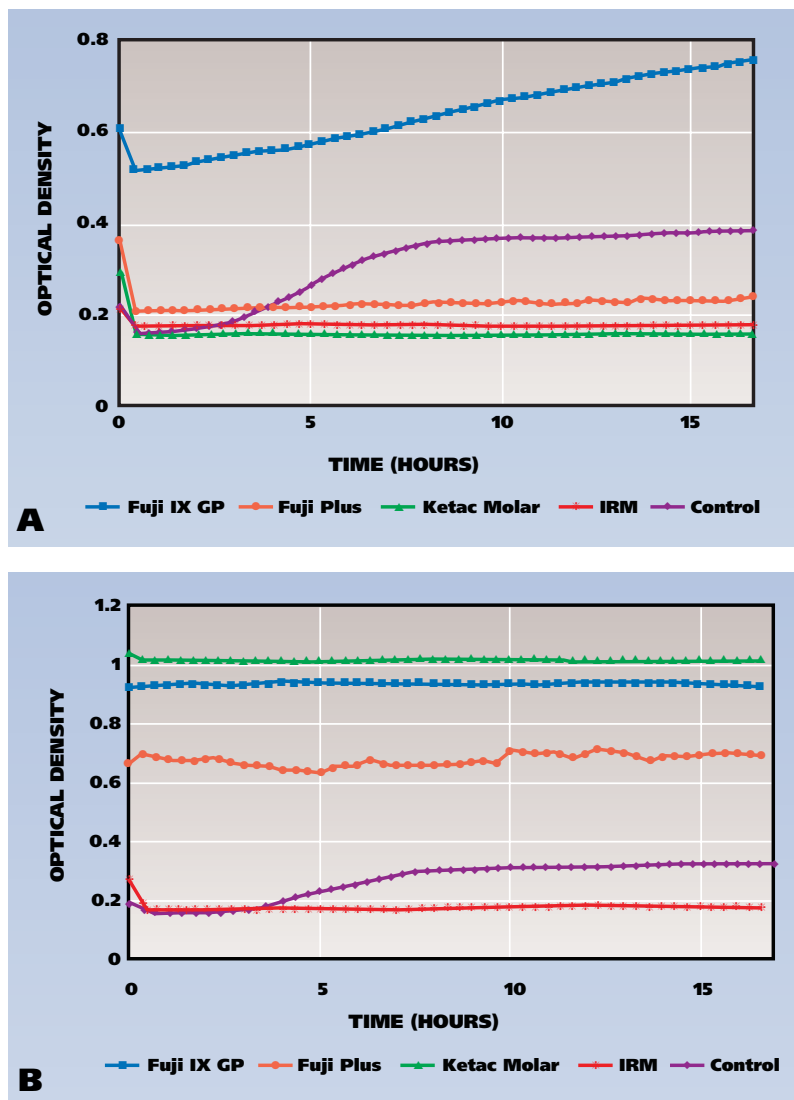 0.8
0.6
0.4
0.2
0
OPTICAL DENSITY
0 5 10 15
TIME (HOURS)
Fuji IX GP Fuji Plus Ketac Molar IRM Control
A
1.2
1
0.8
0.6
0.4
0.2
0
OPTICAL DENSITY
0 5 10 15
TIME (HOURS)
Fuji IX GP Fuji Plus Ketac Molar IRM Control
B